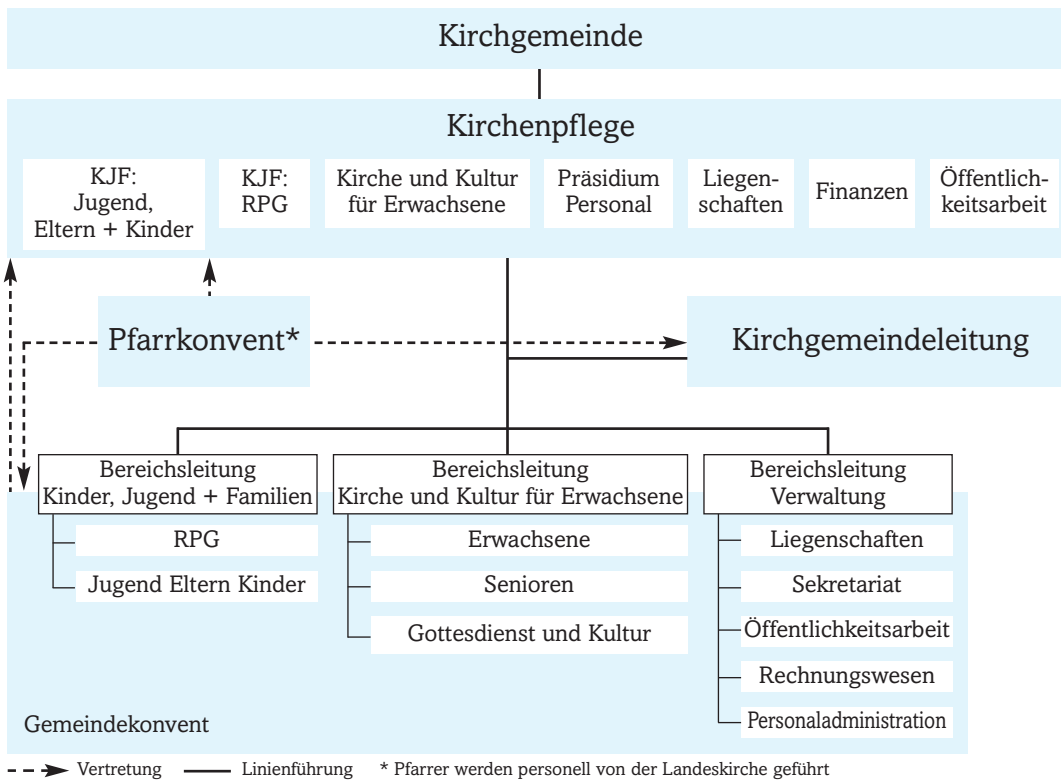 Kirchgemeinde
Kirchenpflege
KJF:
Jugend,
Eltern + Kinder
KJF:
RPG
Kirche und Kultur
für Erwachsene
Präsidium
Personal
Liegen-
schaften
Finanzen
Öffentlich-
keitsarbeit
Pfarrkonvent*
Kirchgemeindeleitung
Bereichsleitung
Kinder, Jugend + Familien
RPG
Jugend Eltern Kinder
Bereichsleitung
Kirche und Kultur für Erwachsene
Erwachsene
Senioren
Gottesdienst und Kultur
Bereichsleitung
Verwaltung
Liegenschaften
Sekretariat
Öffentlichkeitsarbeit
Rechnungswesen
Personaladministration
Gemeindekonvent
Vertretung
Linienführung
* Pfarrer werden personell von der Landeskirche geführt